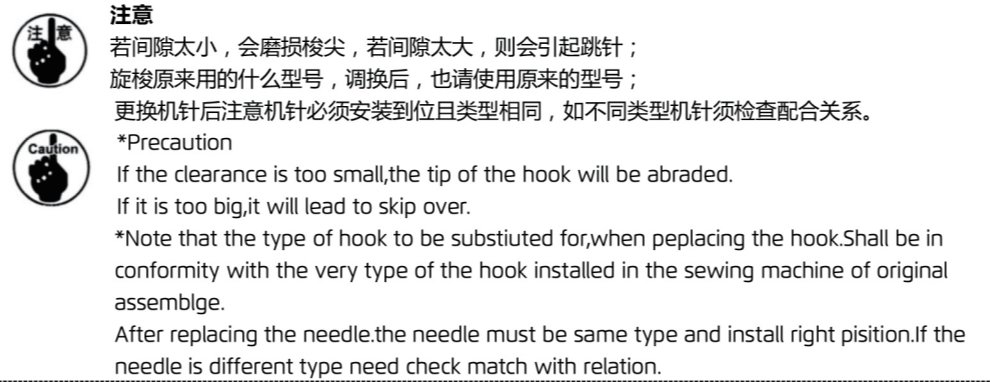 注意
注意
若间隙太小，会磨损梭尖，若间隙太大，则会引起跳针；
旋梭原来用的什么型号，调换后，也请使用原来的型号；
更换机针后注意机针必须安装到位且类型相同，如不同类型机针须检查配合关系。
Caution
*Precaution
If the clearance is too small,the tip of the hook will be abraded.
If it is too big,it will lead to skip over.
*Note that the type of hook to be substiuted for,when peplacing the hook.Shall be in
conformity with the very type of the hook installed in the sewing machine of original
assemblge.
After replacing the needle.the needle must be same type and install right pisition.If the
needle is different type need check match with relation.